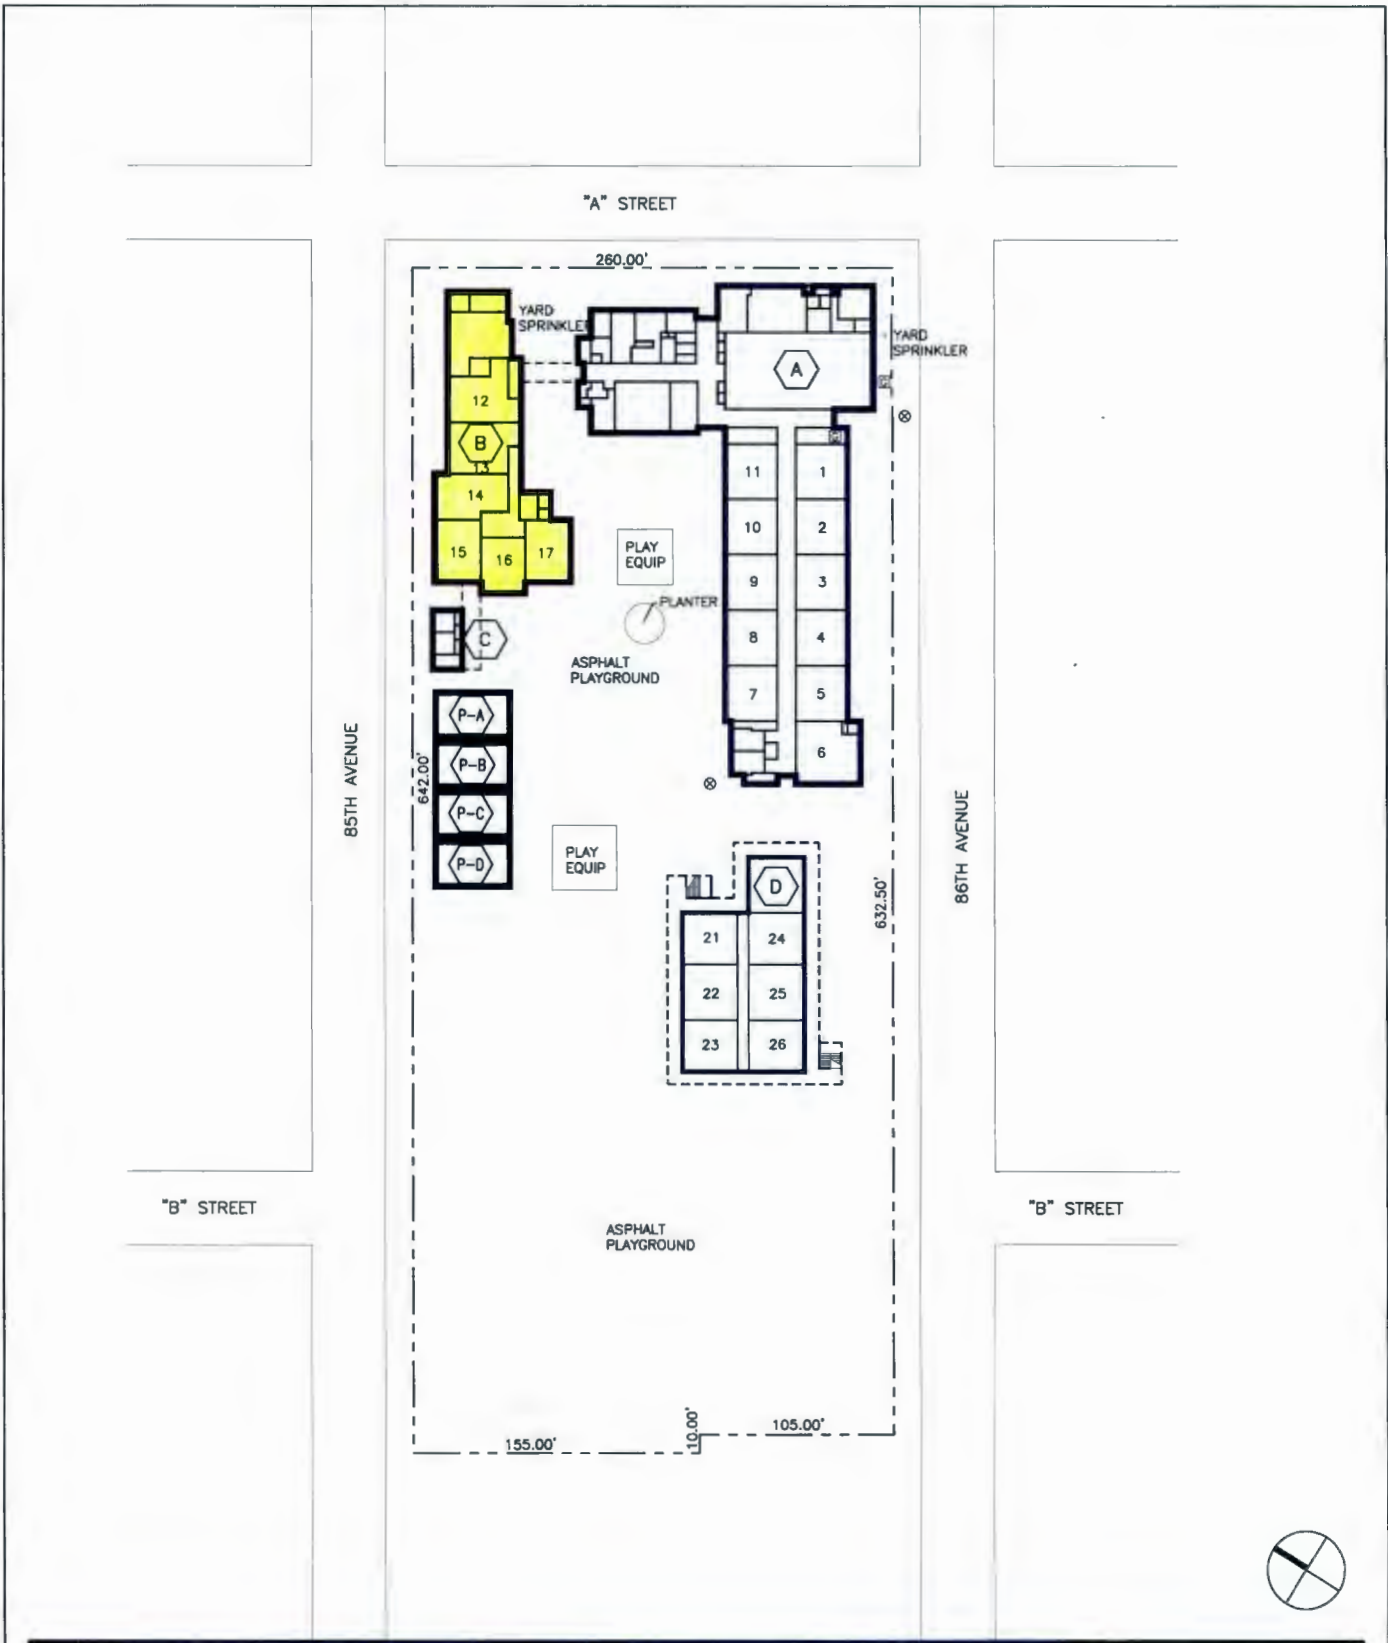 "A" STREET
260.00'
YARD
SPRINKLER
YARD
SPRINKLER
A
12
B
13
14
15
16
17
11
1
10
2
9
3
8
4
7
5
6
PLAY
EQUIP
PLANTER
C
ASPHALT
PLAYGROUND
P-A
P-B
P-C
P-D
85TH AVENUE
642.00'
PLAY
EQUIP
D
21
24
22
25
23
26
632.50'
86TH AVENUE
"B" STREET
"B" STREET
ASPHALT
PLAYGROUND
155.00'
10.00'
105.00'